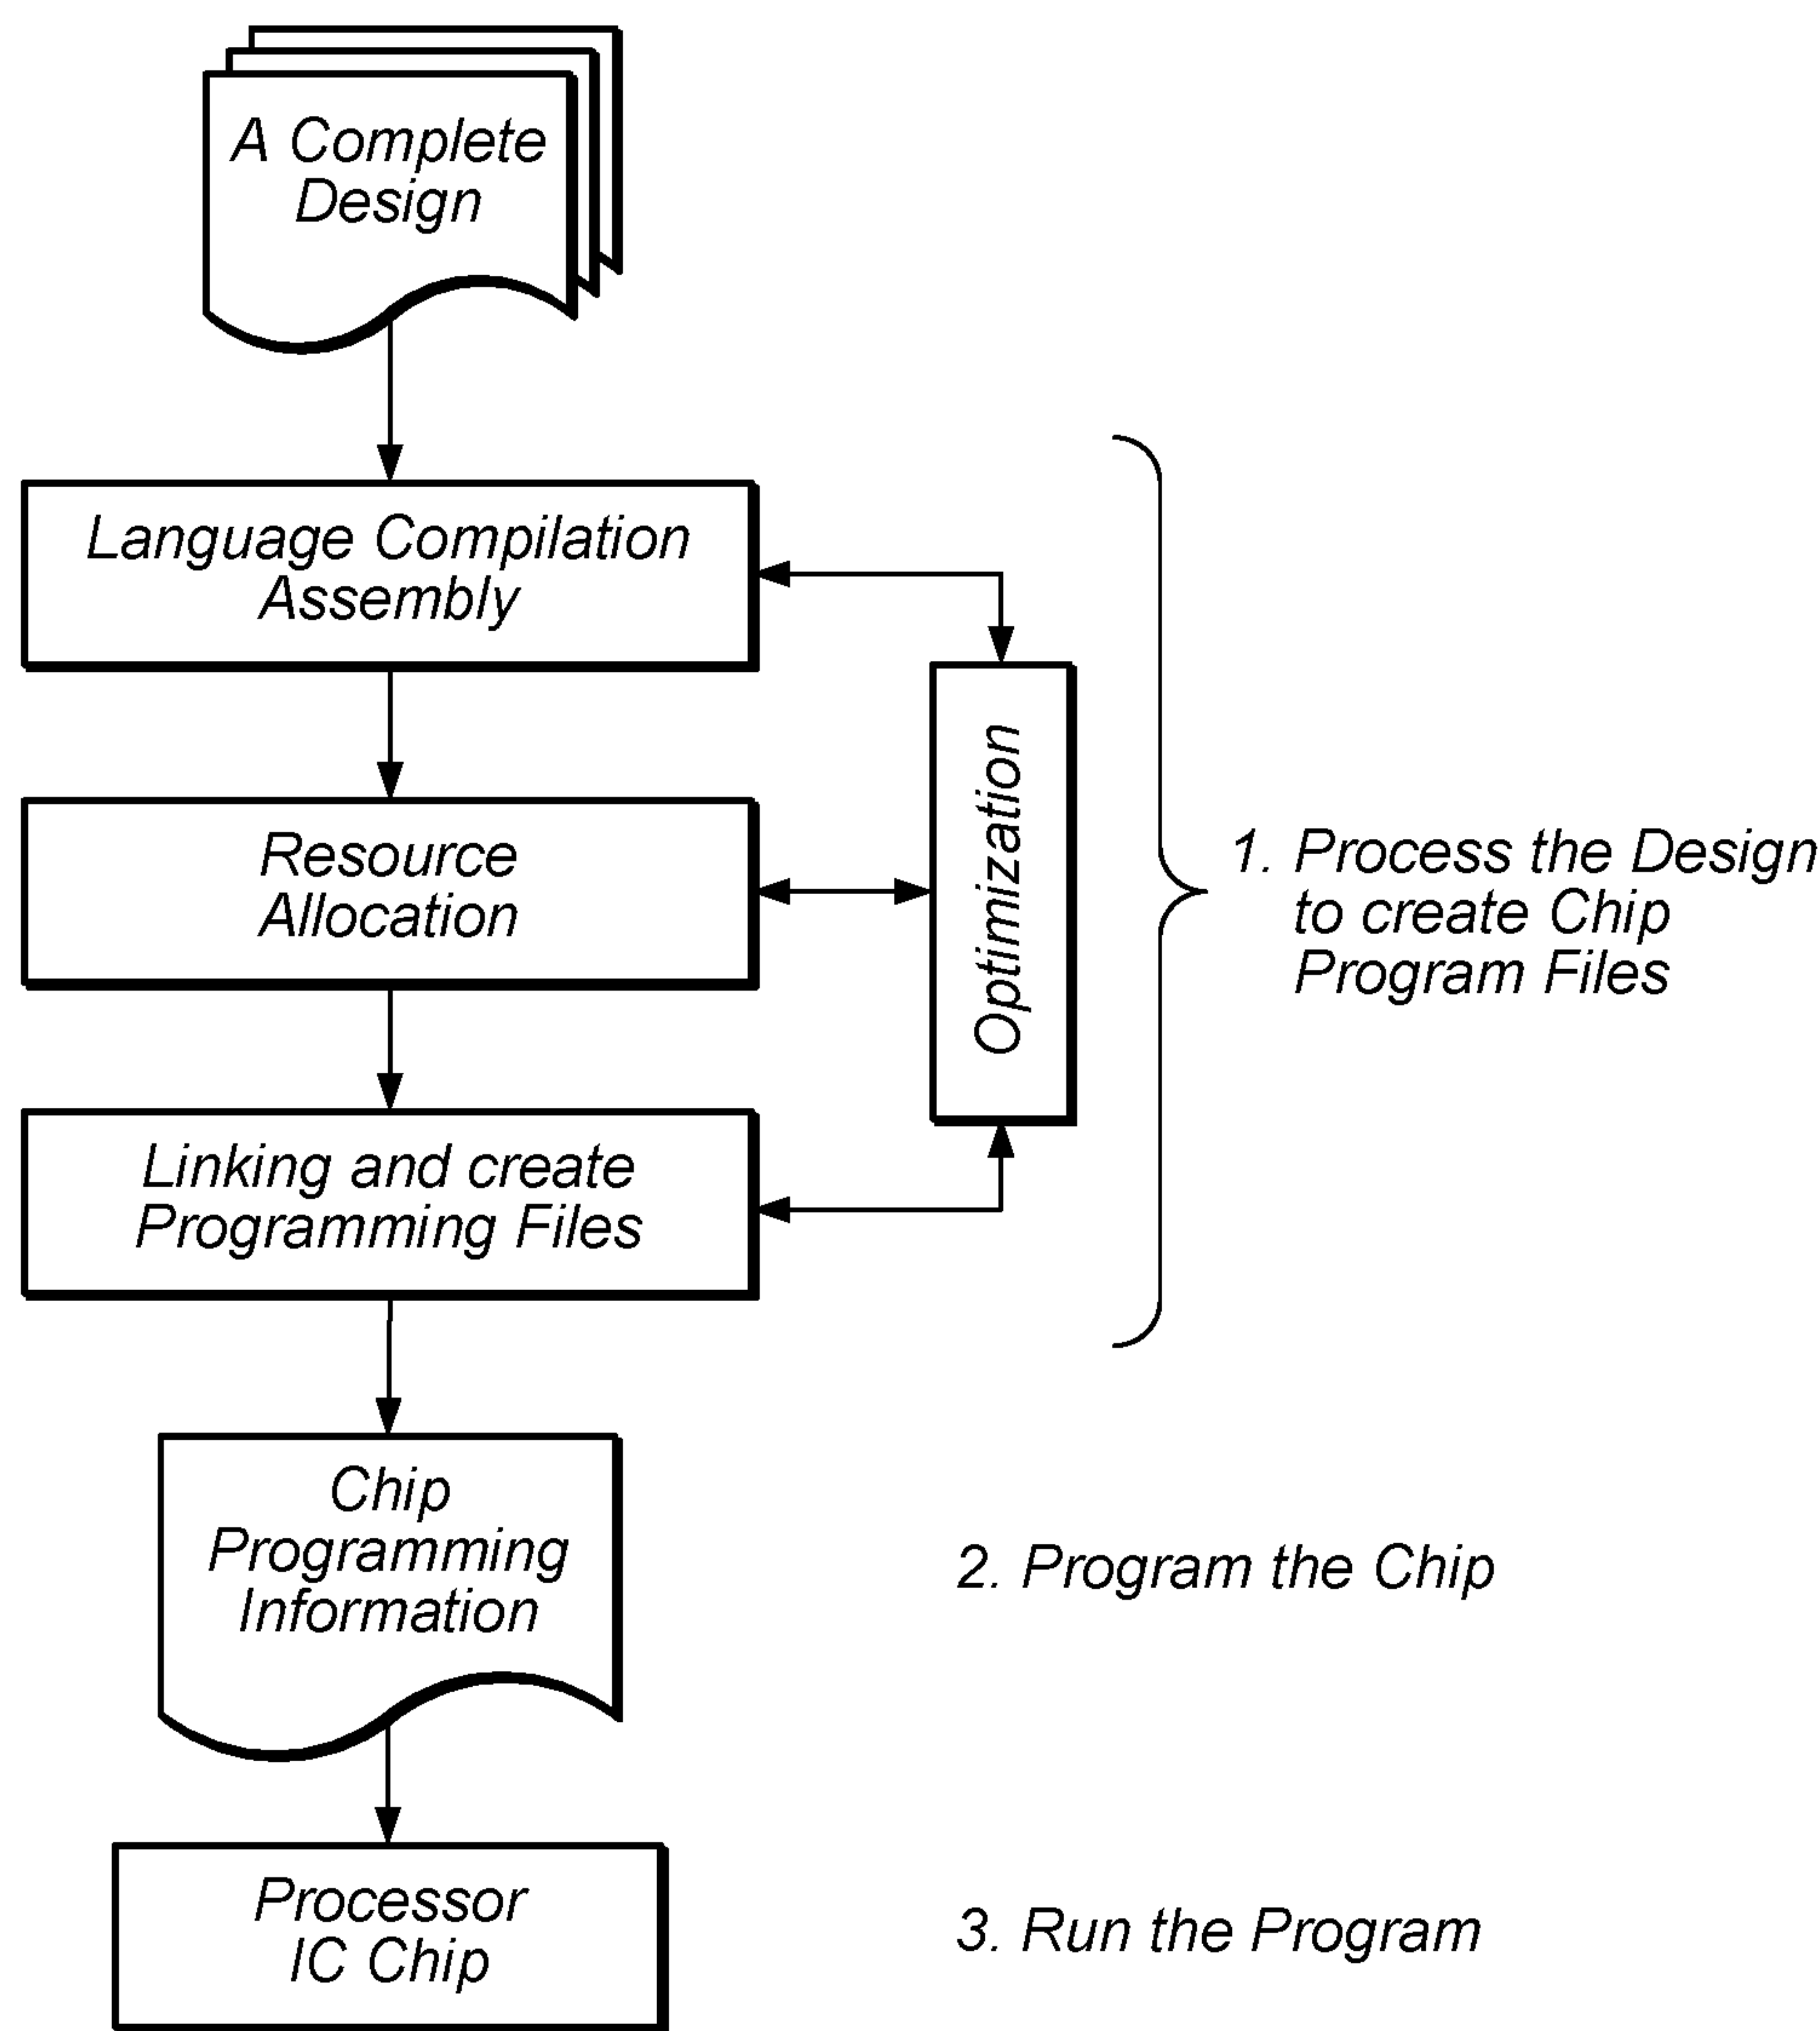 A Complete
Design
Language Compilation
Assembly
Optimization
Resource
Allocation
1. Process the Design
to create Chip
Program Files
Linking and create
Programming Files
Chip
Programming
Information
2. Program the Chip
Processor
IC Chip
3. Run the Program